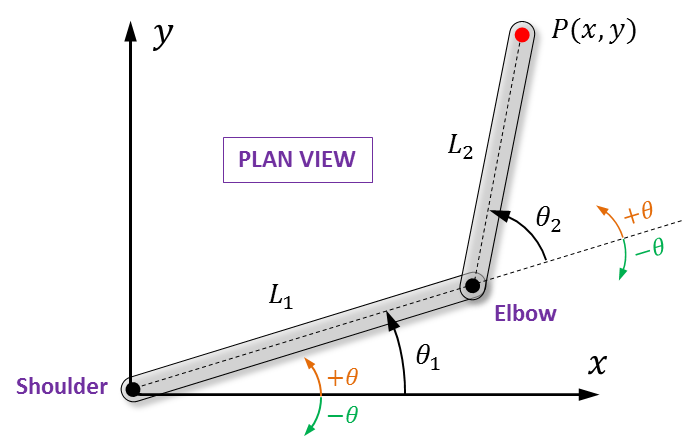 y
P(x, y)
PLAN VIEW
L₂
θ₂
+θ
−θ
L₁
Elbow
θ₁
x
Shoulder
+θ
−θ